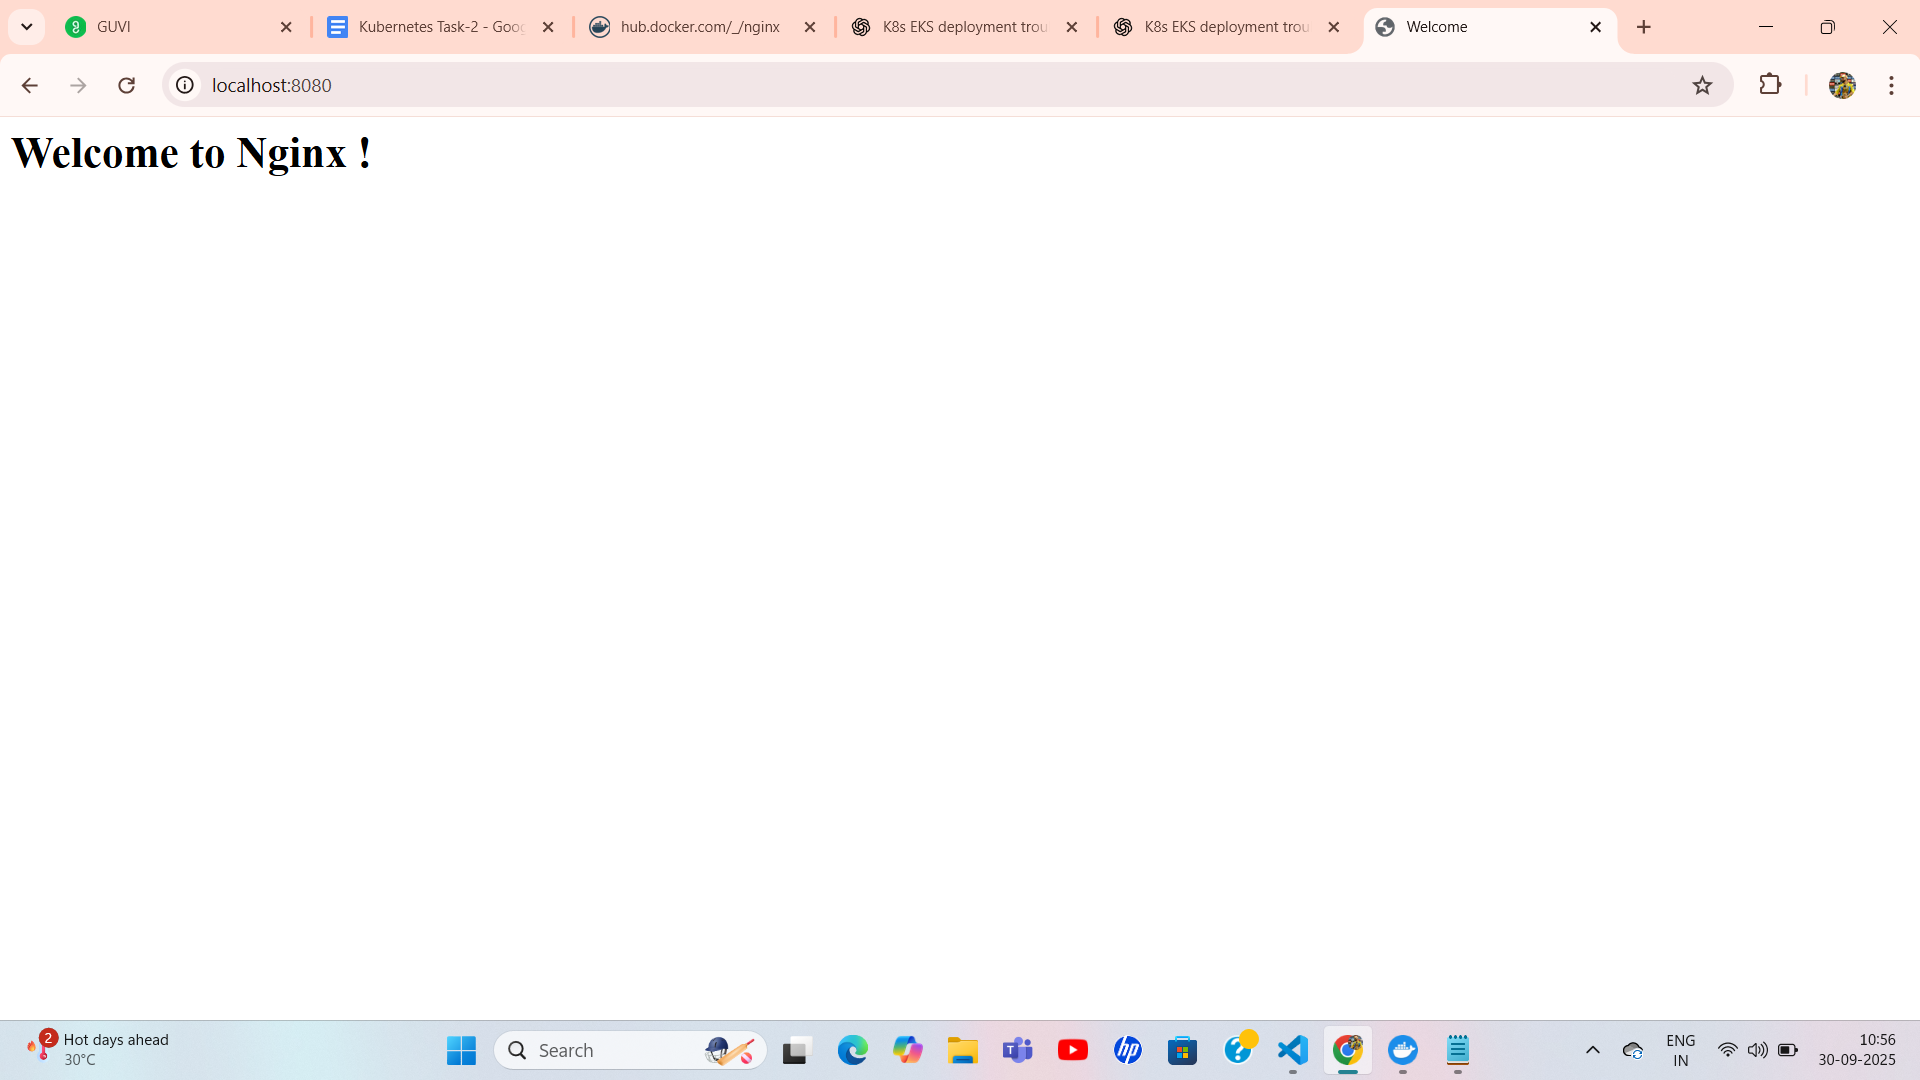 GUVI
Kubernetes Task-2 - Goog
hub.docker.com/_/nginx
K8s EKS deployment trou
K8s EKS deployment trou
Welcome
localhost:8080
Welcome to Nginx !
2
Hot days ahead
30°C
Search
ENG
IN
10:56
30-09-2025